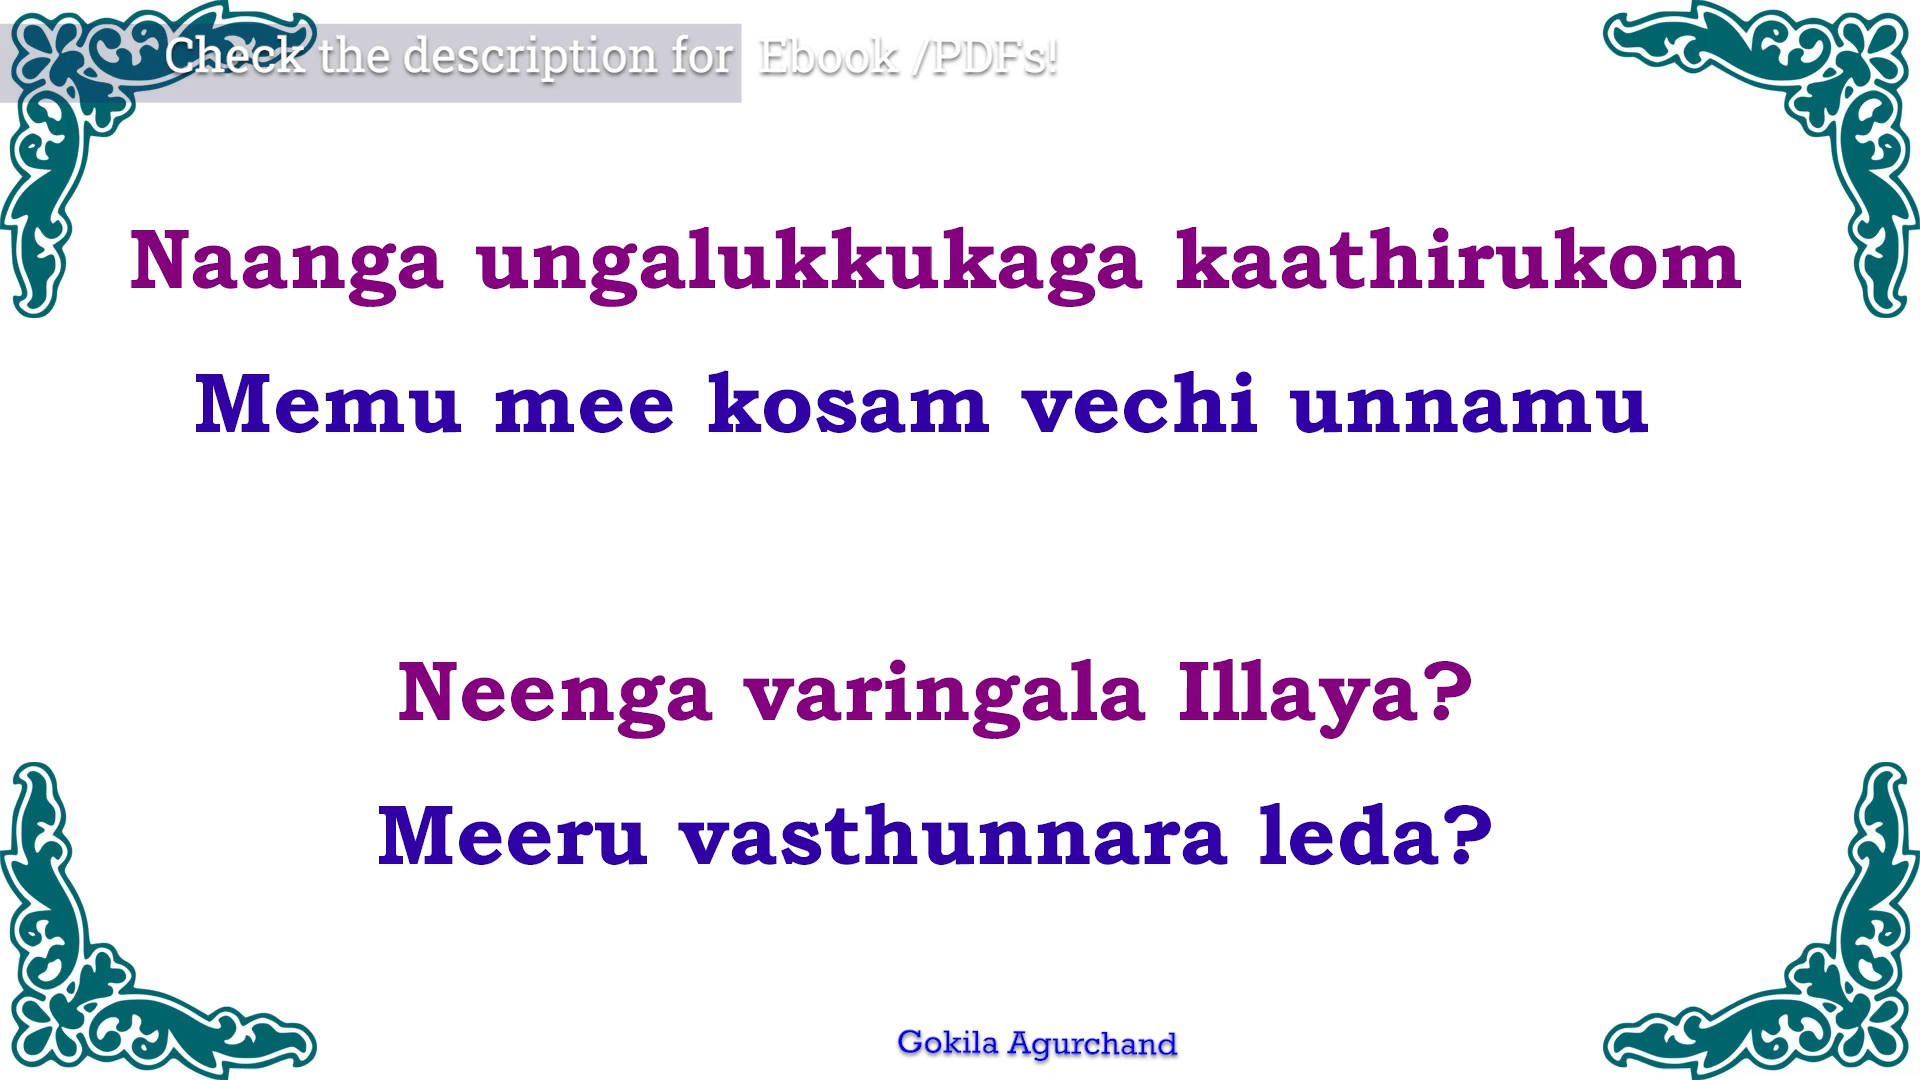 Check the description for Ebook /PDFs!
Naanga ungalukkukaga kaathirukom
Memu mee kosam vechi unnamu
Neenga varingala Illaya?
Meeru vasthunnara leda?
Gokila Agurchand